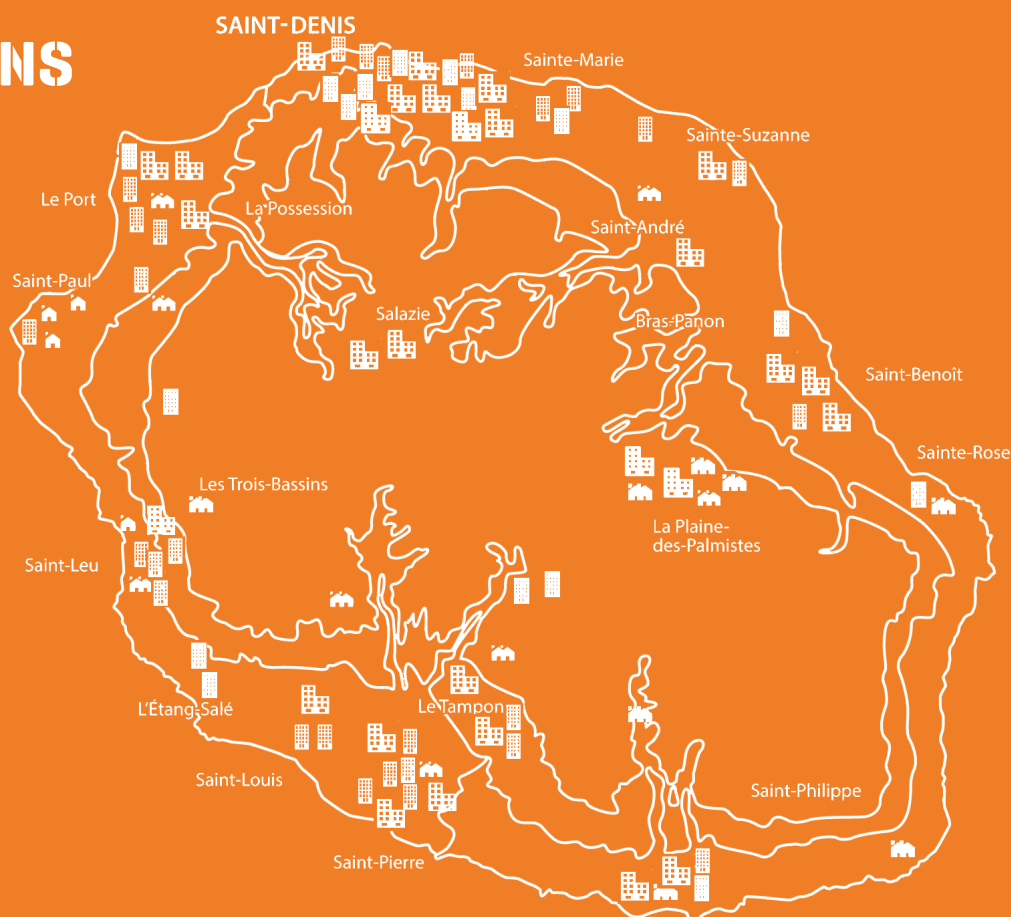 SAINT-DENIS
NS
Sainte-Marie
Sainte-Suzanne
Le Port
La Possession
Saint-André
Saint-Paul
Salazie
Bras-Panon
Saint-Benoît
Sainte-Rose
Les Trois-Bassins
La Plaine-
des-Palmistes
Saint-Leu
L'Étang-Salé
Le Tampon
Saint-Louis
Saint-Philippe
Saint-Pierre